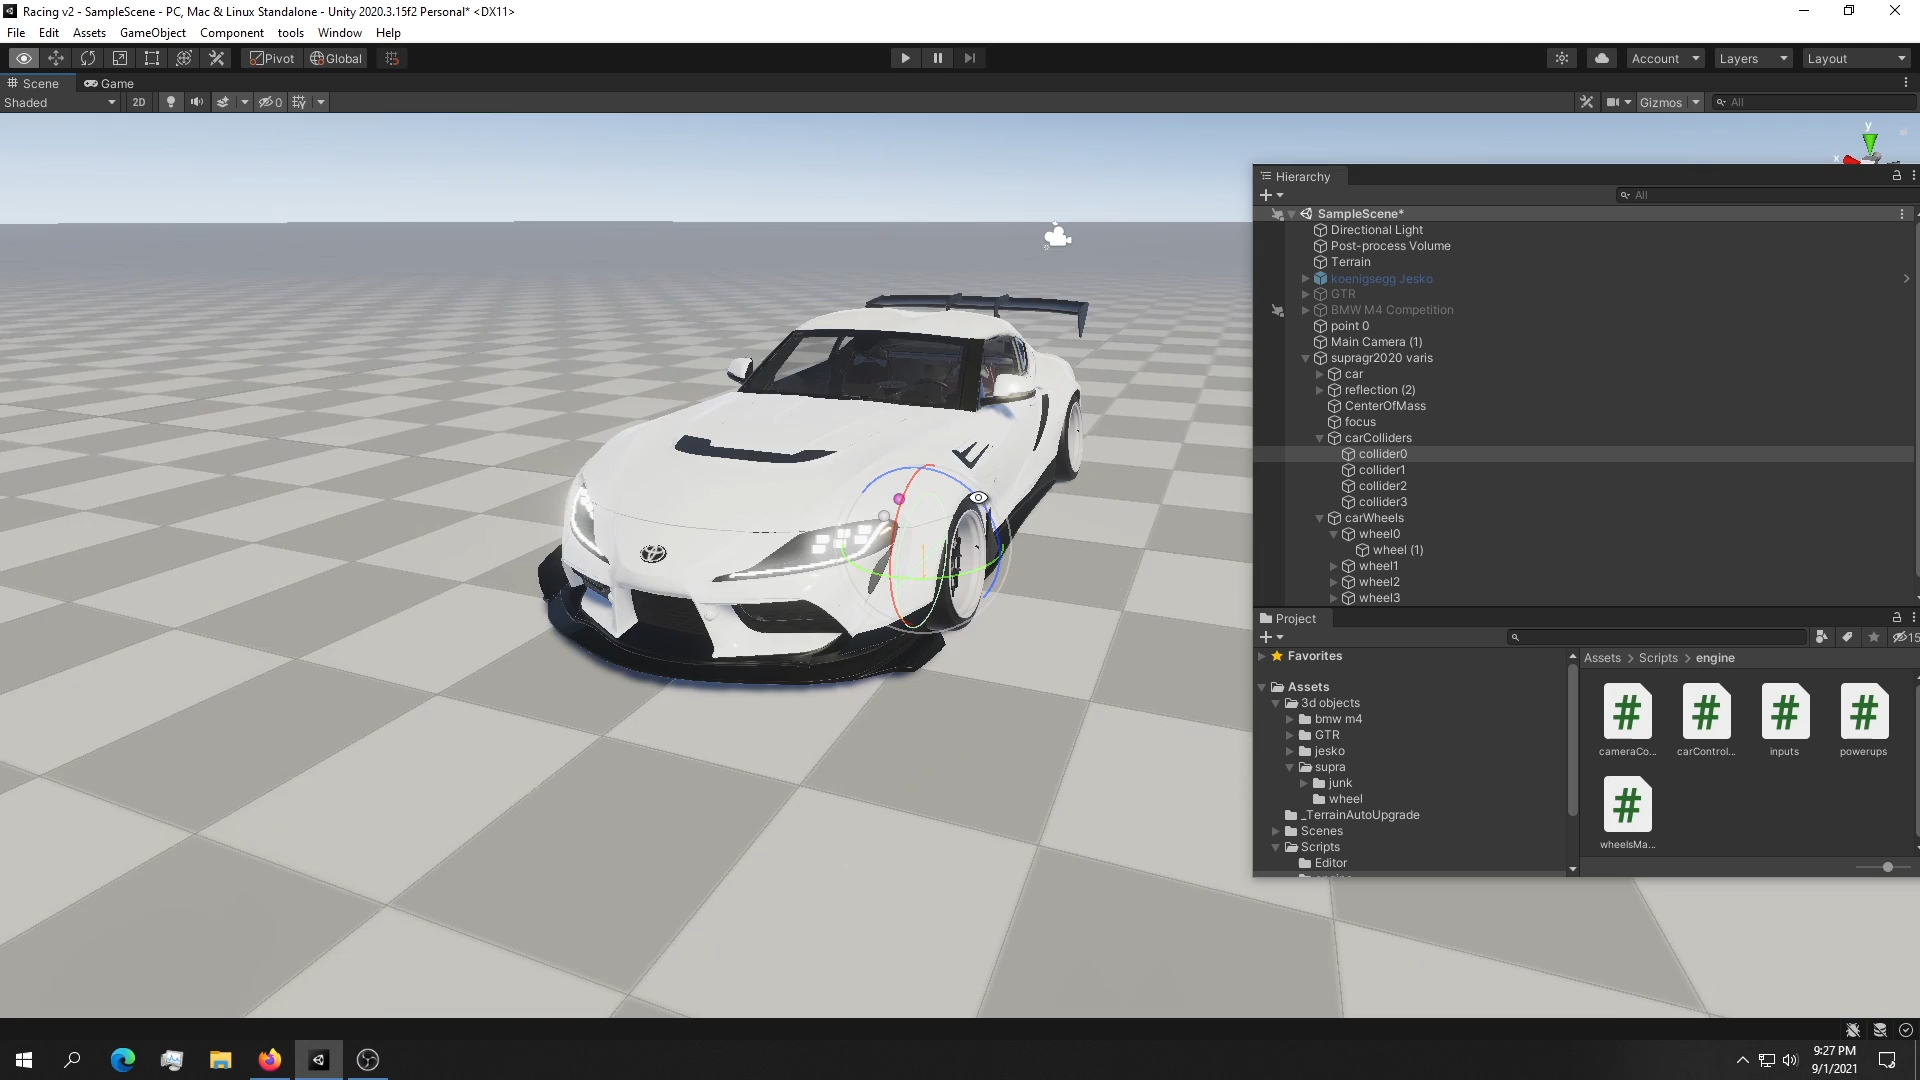 Racing v2 - SampleScene - PC, Mac & Linux Standalone - Unity 2020.3.15f2 Personal* <DX11>
File Edit Assets GameObject Component tools Window Help
Pivot Global Account Layers Layout
Scene Game
Shaded 2D 0 Gizmos All
y
x
Hierarchy
All
SampleScene*
Directional Light
Post-process Volume
Terrain
koenigsegg Jesko
GTR
BMW M4 Competition
point 0
Main Camera (1)
supragr2020 varis
car
reflection (2)
CenterOfMass
focus
carColliders
collider0
collider1
collider2
collider3
carWheels
wheel0
wheel (1)
wheel1
wheel2
wheel3
Project
15
Favorites
Assets
3d objects
bmw m4
GTR
jesko
supra
junk
wheel
_TerrainAutoUpgrade
Scenes
Scripts
Editor
Assets > Scripts > engine
cameraCo... carControl... inputs powerups
wheelsMa...
9:27 PM
9/1/2021